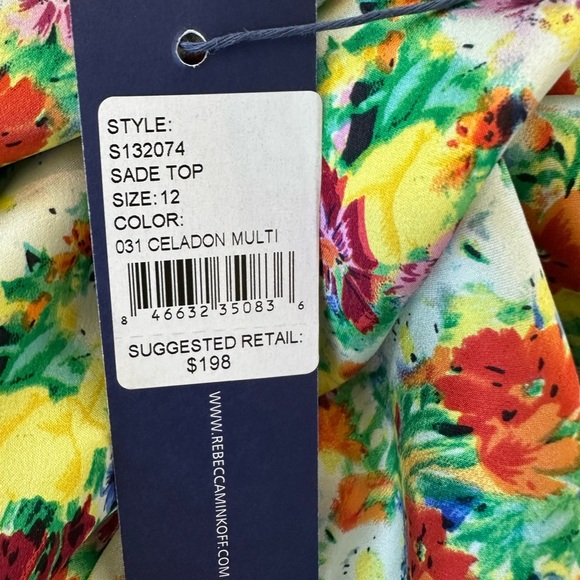 STYLE:
S132074
SADE TOP
SIZE: 12
COLOR:
031 CELADON MULTI
8 46632 35083 6
SUGGESTED RETAIL:
$198
WWW.REBECCAMINKOFF.COM